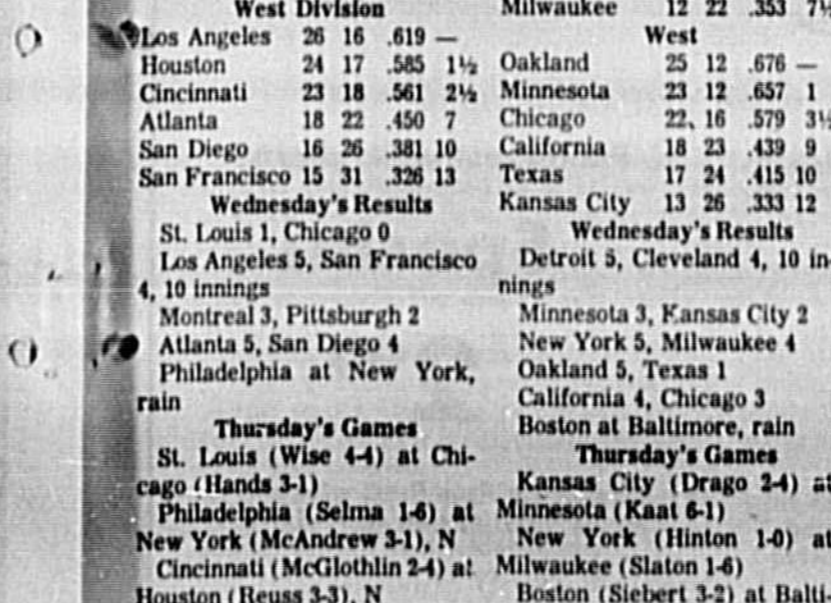 West Division
Los Angeles 26 16 .619 —
Houston 24 17 .585 1½
Cincinnati 23 18 .561 2½
Atlanta 18 22 .450 7
San Diego 16 26 .381 10
San Francisco 15 31 .326 13
Wednesday's Results
St. Louis 1, Chicago 0
Los Angeles 5, San Francisco
4, 10 innings
Montreal 3, Pittsburgh 2
Atlanta 5, San Diego 4
Philadelphia at New York,
rain
Thursday's Games
St. Louis (Wise 4-4) at Chi-
cago (Hands 3-1)
Philadelphia (Selma 1-6) at
New York (McAndrew 3-1), N
Cincinnati (McGlothlin 2-4) at
Houston (Reuss 3-3), N
Milwaukee 12 22 .353 7½
West
Oakland 25 12 .676 —
Minnesota 23 12 .657 1
Chicago 22 16 .579 3½
California 18 23 .439 9
Texas 17 24 .415 10
Kansas City 13 26 .333 12
Wednesday's Results
Detroit 5, Cleveland 4, 10 in-
nings
Minnesota 3, Kansas City 2
New York 5, Milwaukee 4
Oakland 5, Texas 1
California 4, Chicago 3
Boston at Baltimore, rain
Thursday's Games
Kansas City (Drago 2-4) at
Minnesota (Kaat 6-1)
New York (Hinton 1-0) at
Milwaukee (Slaton 1-6)
Boston (Siebert 3-2) at Balti-